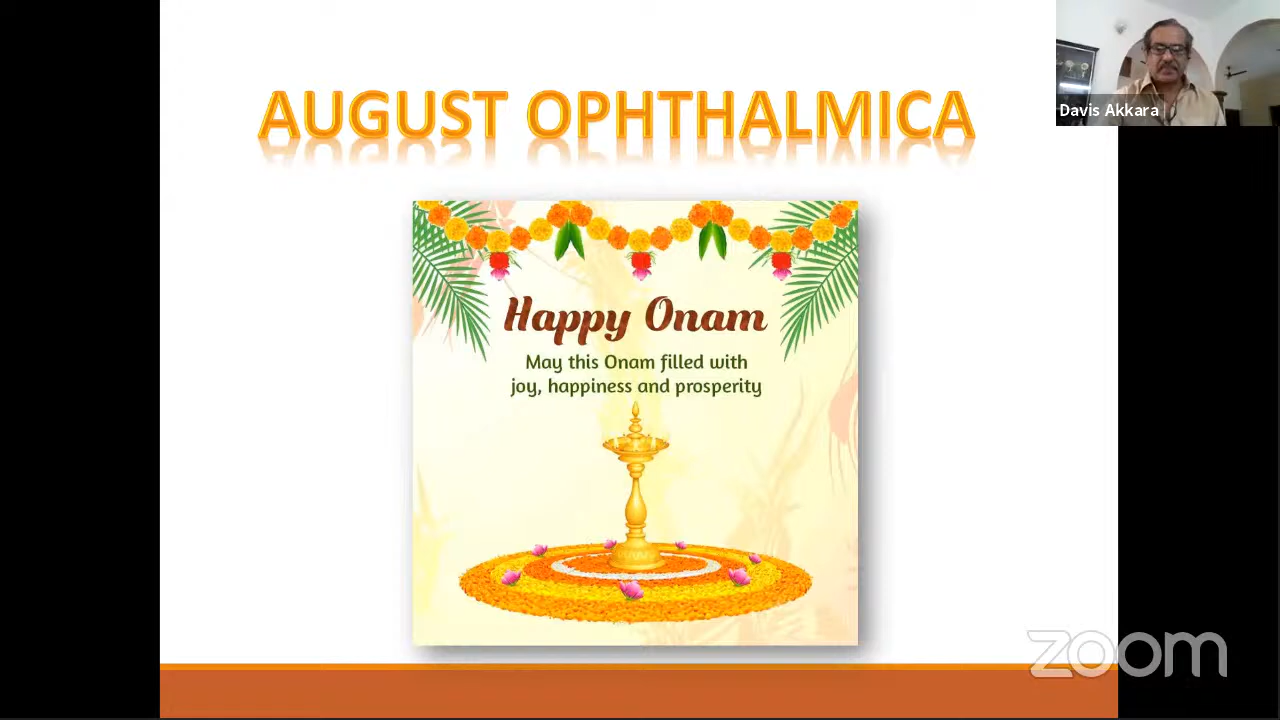 AUGUST OPHTHALMICA
Davis Akkara
Happy Onam
May this Onam filled with
joy, happiness and prosperity
zoom